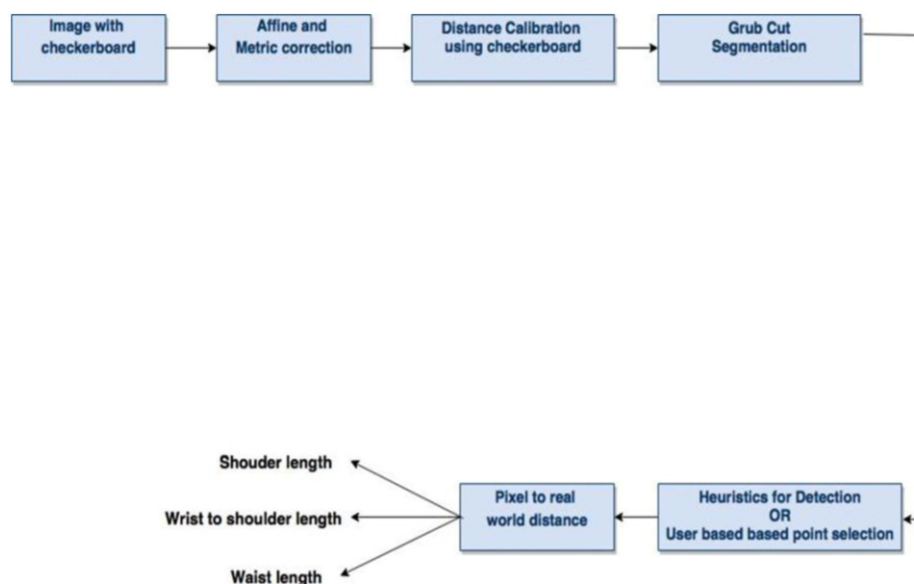 Image with
checkerboard
Affine and
Metric correction
Distance Calibration
using checkerboard
Grub Cut
Segmentation
Heuristics for Detection
OR
User based based point selection
Pixel to real
world distance
Shouder length
Wrist to shoulder length
Waist length